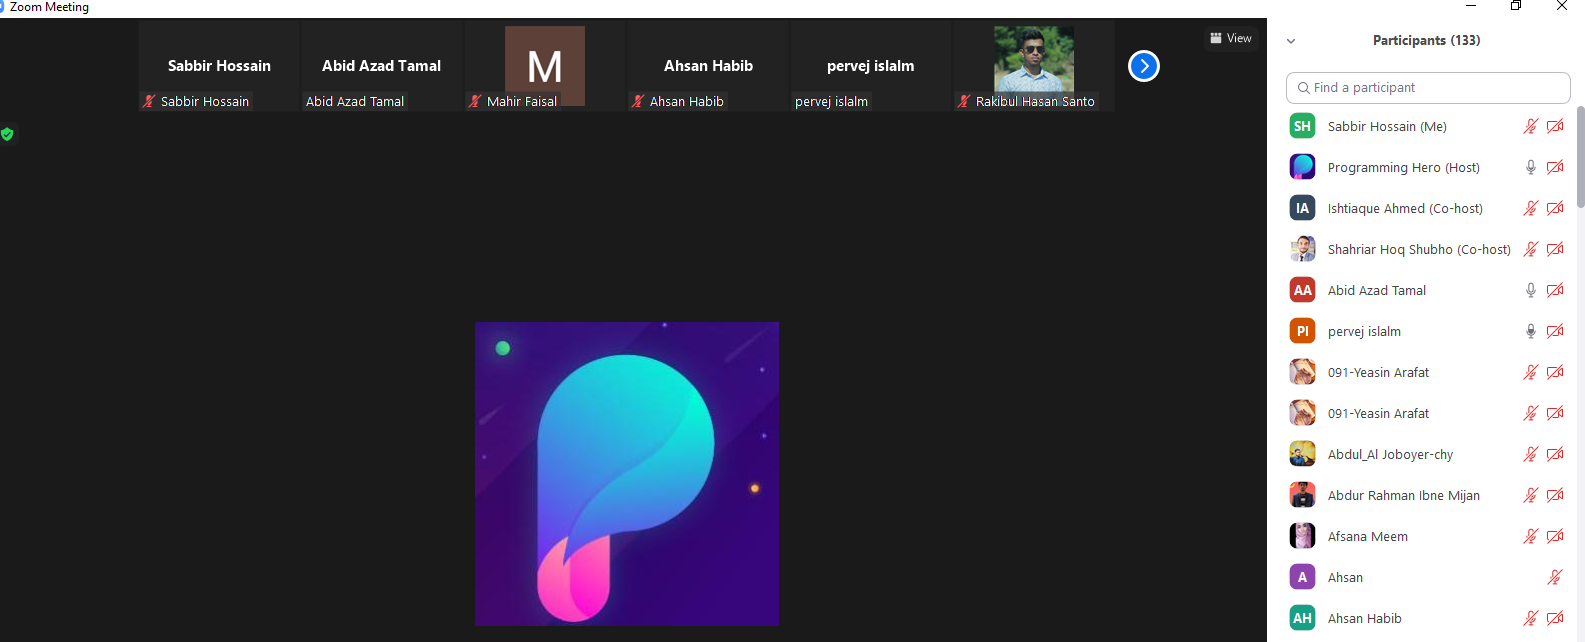 Zoom Meeting
Sabbir Hossain
Abid Azad Tamal
M
Ahsan Habib
pervej islalm
Sabbir Hossain
Abid Azad Tamal
Mahir Faisal
Ahsan Habib
pervej islalm
Rakibul Hasan Santo
View
Participants (133)
Find a participant
SH Sabbir Hossain (Me)
Programming Hero (Host)
IA Ishtiaque Ahmed (Co-host)
Shahriar Hoq Shubho (Co-host)
AA Abid Azad Tamal
PI pervej islalm
091-Yeasin Arafat
091-Yeasin Arafat
Abdul_Al Joboyer-chy
Abdur Rahman Ibne Mijan
Afsana Meem
A Ahsan
AH Ahsan Habib